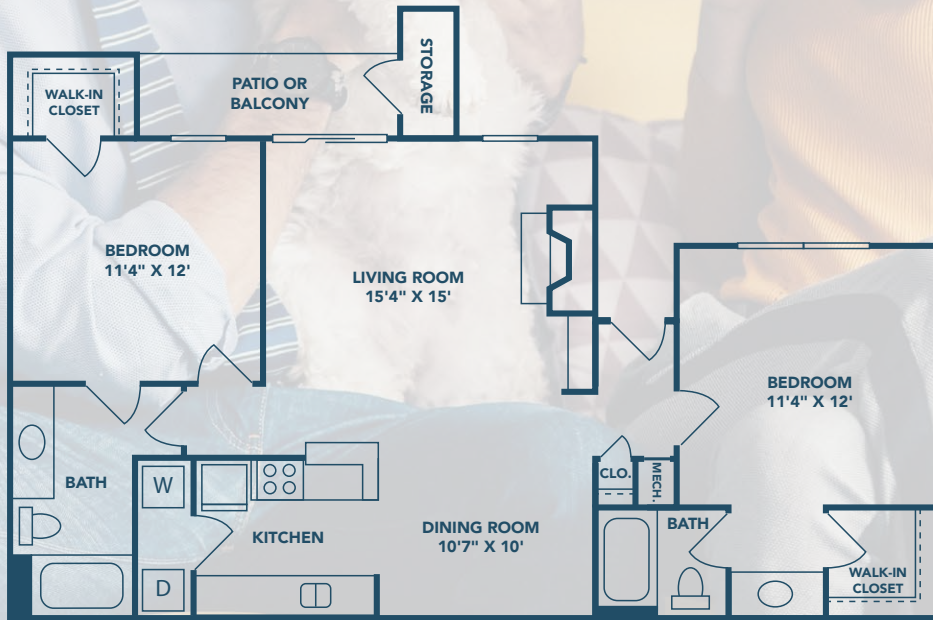 STORAGE
WALK-IN
CLOSET
PATIO OR
BALCONY
BEDROOM
11'4" X 12'
LIVING ROOM
15'4" X 15'
BEDROOM
11'4" X 12'
BATH
W
CLO.
MECH.
KITCHEN
DINING ROOM
10'7" X 10'
BATH
D
WALK-IN
CLOSET